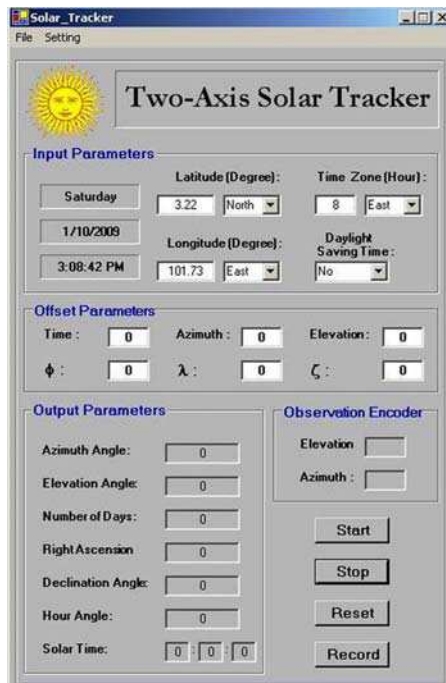 Solar_Tracker
File Setting
Two-Axis Solar Tracker
Input Parameters
Latitude (Degree): Time Zone (Hour):
Saturday 3.22 North 8 East
1/10/2009
Longitude (Degree): Daylight Saving Time:
3:08:42 PM 101.73 East No
Offset Parameters
Time : 0 Azimuth : 0 Elevation : 0
ϕ : 0 λ : 0 ζ : 0
Output Parameters Observation Encoder
Azimuth Angle: 0 Elevation
Elevation Angle: 0 Azimuth :
Number of Days: 0 Start
Right Ascension 0 Stop
Declination Angle: 0
Hour Angle: 0 Reset
Solar Time: 0 : 0 : 0 Record